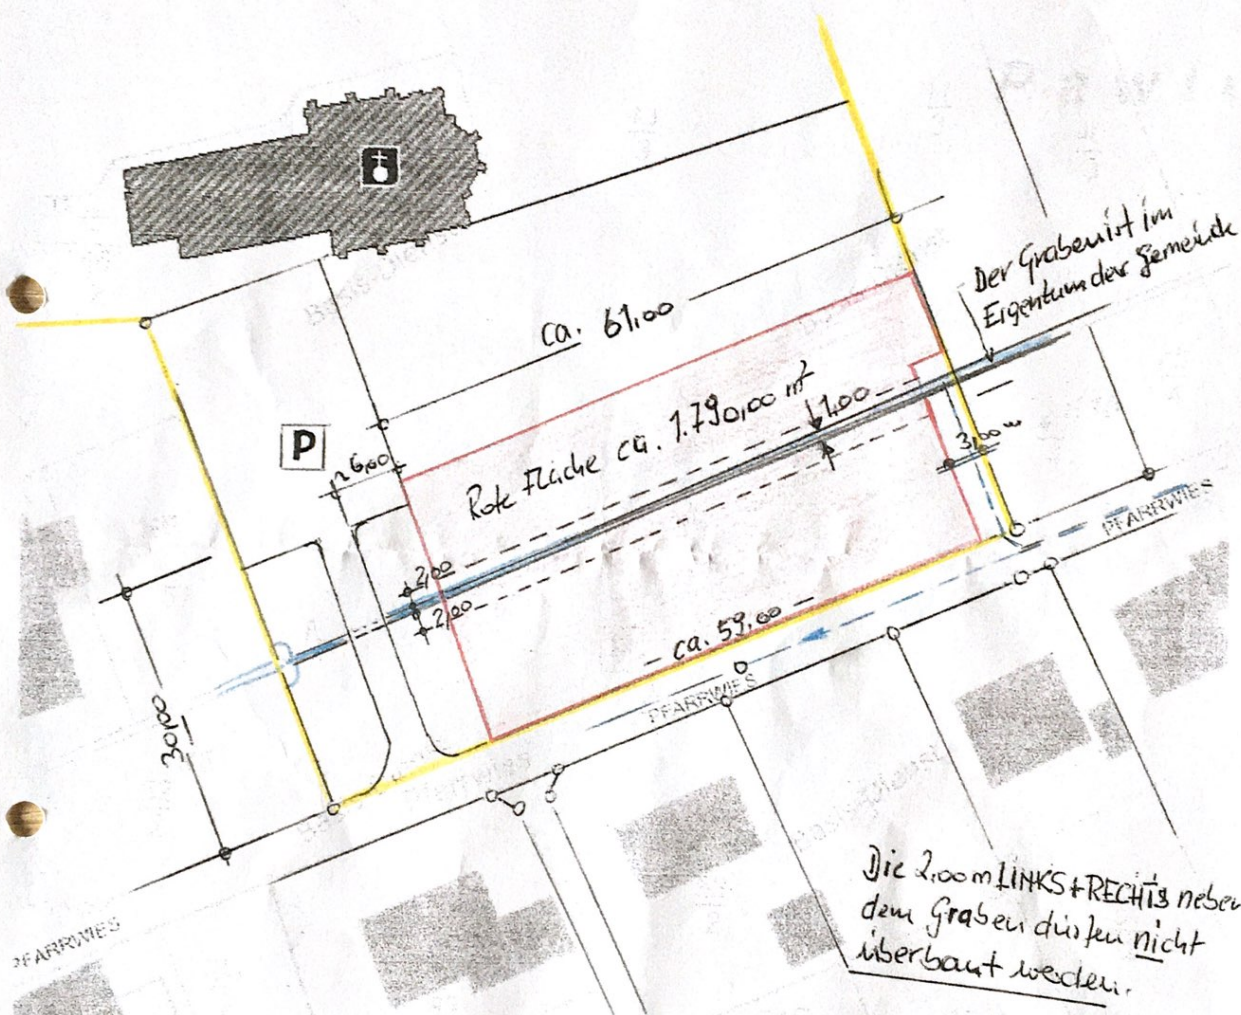 Der Graben ist im
Eigentum der Gemeinde
ca. 61,00
P
6,00
Rote Fläche ca. 1.790,00 m²
1,00
3,00 m
PFARRWIES
2,00
2,00
ca. 59,00
PFARRWIES
30,00
PFARRWIES
Die 2,00 m LINKS + RECHTS neben
dem Graben dürfen nicht
überbaut werden.